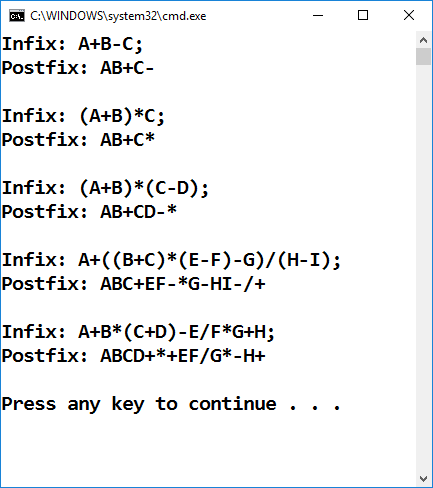 C:\WINDOWS\system32\cmd.exe
Infix: A+B-C;
Postfix: AB+C-
Infix: (A+B)*C;
Postfix: AB+C*
Infix: (A+B)*(C-D);
Postfix: AB+CD-*
Infix: A+((B+C)*(E-F)-G)/(H-I);
Postfix: ABC+EF-*G-HI-/+
Infix: A+B*(C+D)-E/F*G+H;
Postfix: ABCD+*+EF/G*-H+
Press any key to continue . . .